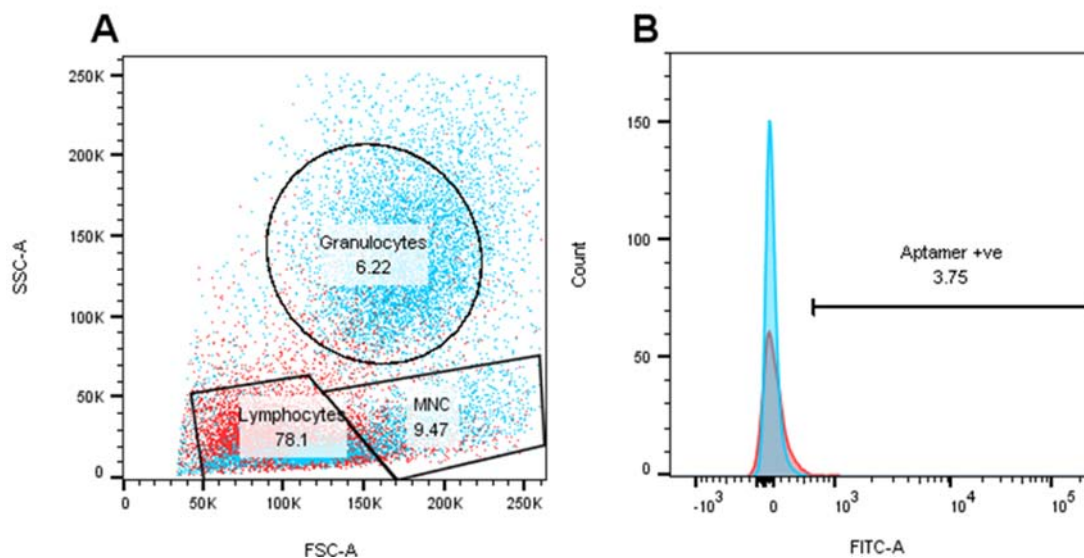 A
B
250K
200K
150K
100K
50K
0
SSC-A
Granulocytes
6.22
Lymphocytes
78.1
MNC
9.47
0
50K
100K
150K
200K
250K
FSC-A
150
100
50
0
Count
Aptamer +ve
3.75
-10³
0
10³
10⁴
10⁵
FITC-A